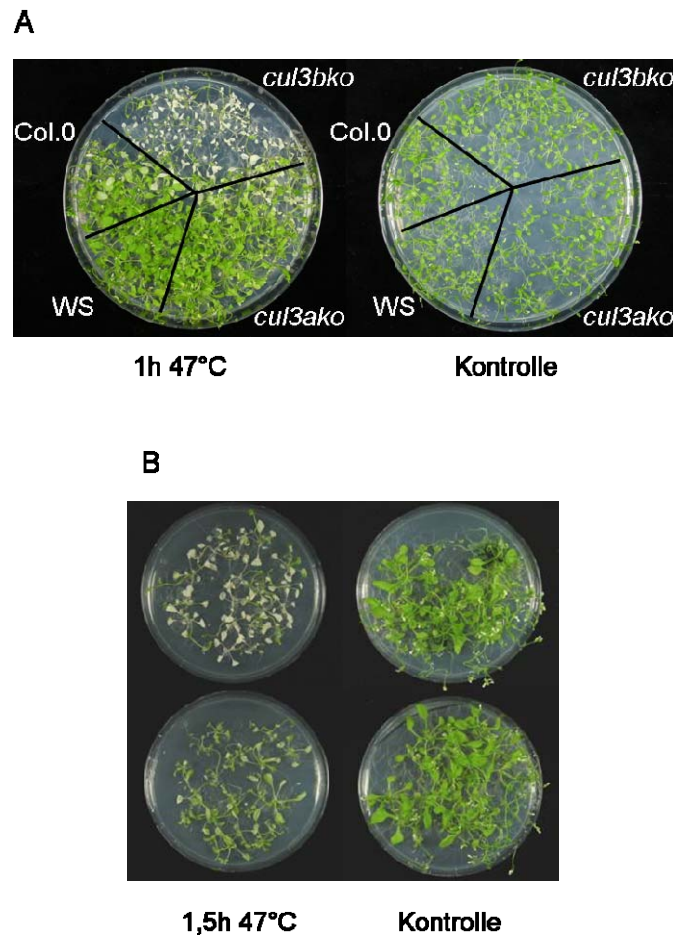 A
cul3bko
cul3bko
Col.0
Col.0
WS
cul3ako
WS
cul3ako
1h 47°C
Kontrolle
B
1,5h 47°C
Kontrolle